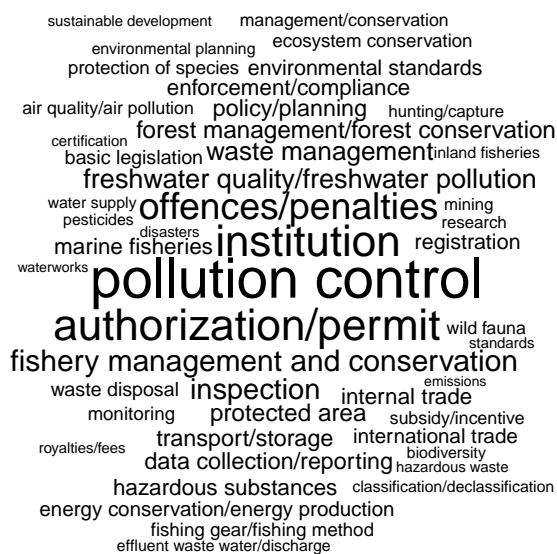 sustainable development management/conservation
environmental planning ecosystem conservation
protection of species environmental standards
enforcement/compliance
air quality/air pollution policy/planning hunting/capture
forest management/forest conservation
certification
basic legislation waste management inland fisheries
freshwater quality/freshwater pollution
water supply offences/penalties mining
pesticides research
disasters
marine fisheries institution registration
waterworks
pollution control
authorization/permit wild fauna
standards
fishery management and conservation
waste disposal inspection internal trade
emissions
monitoring protected area subsidy/incentive
royalties/fees transport/storage international trade
biodiversity
data collection/reporting hazardous waste
hazardous substances classification/declassification
energy conservation/energy production
fishing gear/fishing method
effluent waste water/discharge